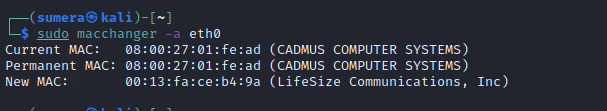 ┌──(sumera㉿kali)-[~]
└─$ sudo macchanger -a eth0
Current MAC:   08:00:27:01:fe:ad (CADMUS COMPUTER SYSTEMS)
Permanent MAC: 08:00:27:01:fe:ad (CADMUS COMPUTER SYSTEMS)
New MAC:       00:13:fa:ce:b4:9a (LifeSize Communications, Inc)